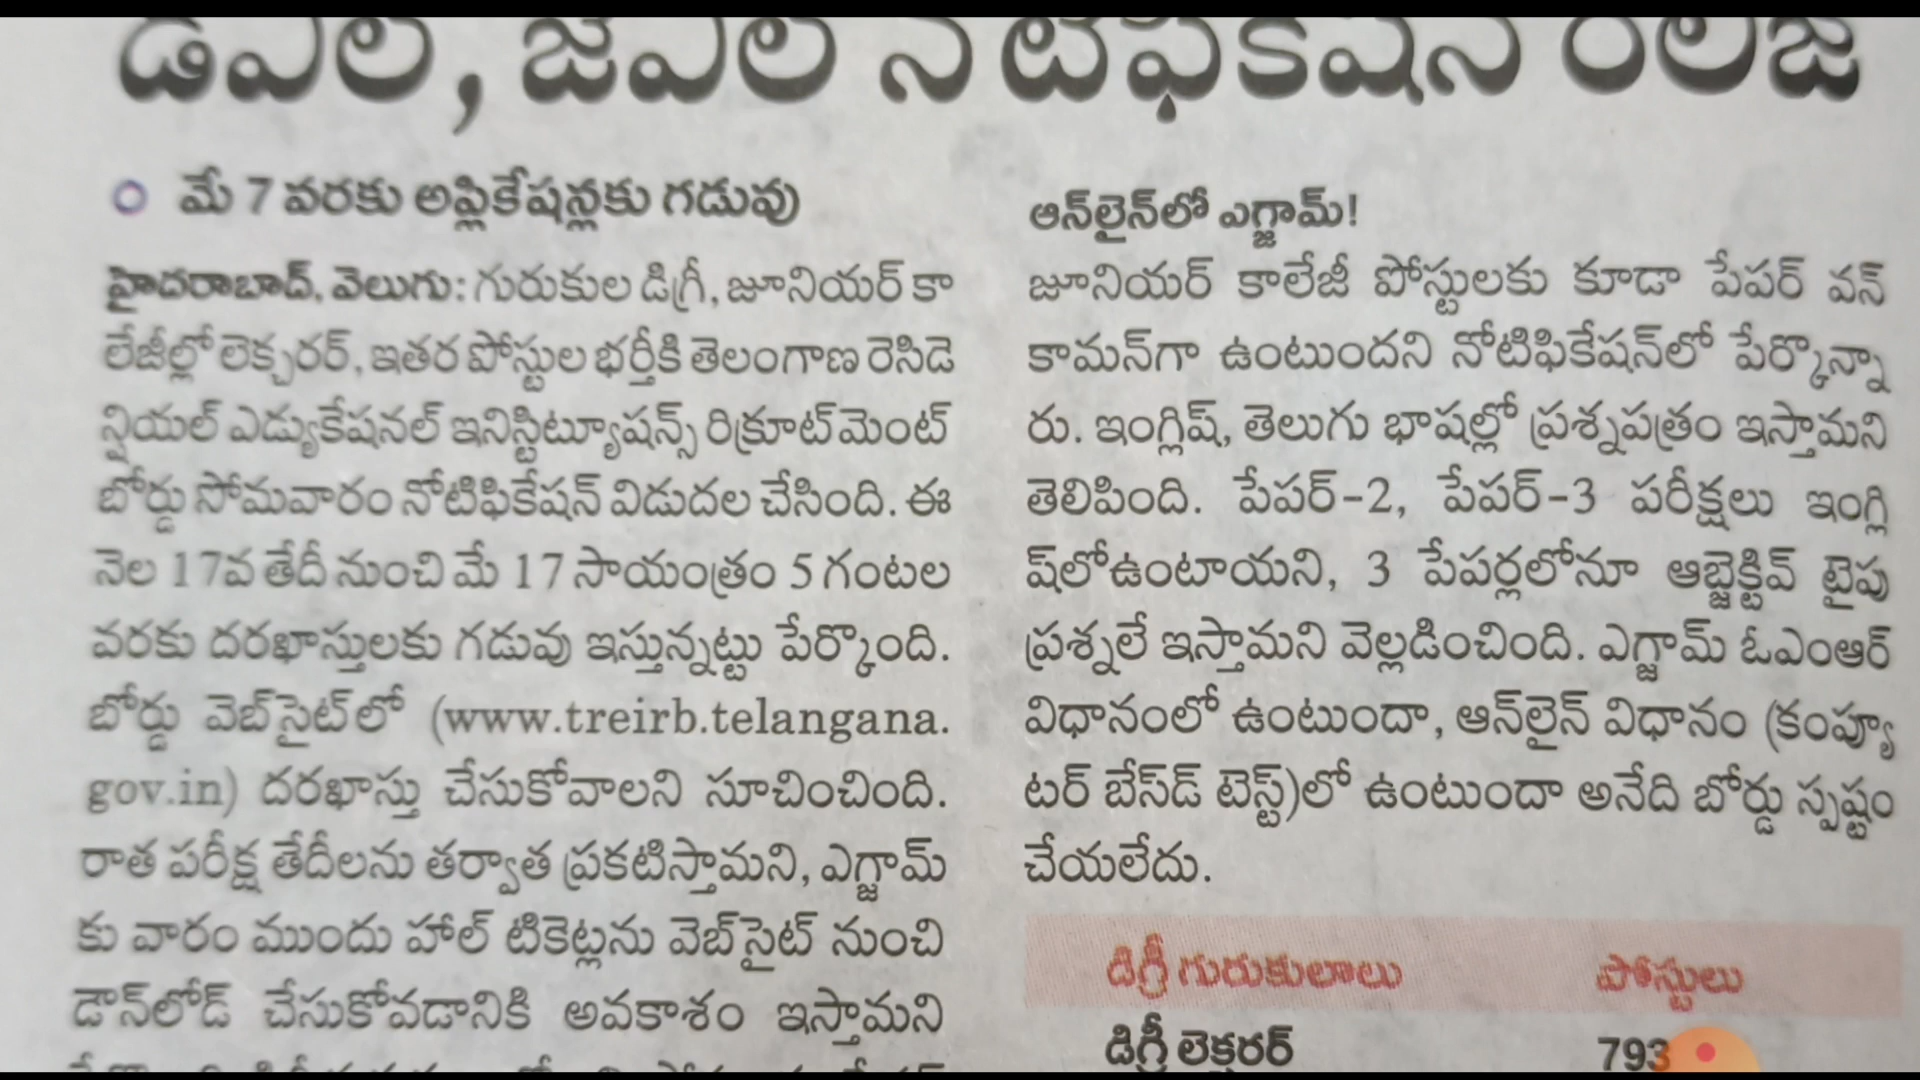 డీఎల్, జేఎల్ నోటిఫికేషన్ రిలీజ్
మే 7 వరకు అప్లికేషన్లకు గడువు
హైదరాబాద్, వెలుగు: గురుకుల డిగ్రీ, జూనియర్ కా
లేజీల్లో లెక్చరర్, ఇతర పోస్టుల భర్తీకి తెలంగాణ రెసిడె
న్షియల్ ఎడ్యుకేషనల్ ఇనిస్టిట్యూషన్స్ రిక్రూట్‌మెంట్
బోర్డు సోమవారం నోటిఫికేషన్ విడుదల చేసింది. ఈ
నెల 17వ తేదీ నుంచి మే 17 సాయంత్రం 5 గంటల
వరకు దరఖాస్తులకు గడువు ఇస్తున్నట్టు పేర్కొంది.
బోర్డు వెబ్‌సైట్‌లో (www.treirb.telangana.
gov.in) దరఖాస్తు చేసుకోవాలని సూచించింది.
రాత పరీక్ష తేదీలను తర్వాత ప్రకటిస్తామని, ఎగ్జామ్
కు వారం ముందు హాల్ టికెట్లను వెబ్‌సైట్ నుంచి
డౌన్‌లోడ్ చేసుకోవడానికి అవకాశం ఇస్తామని
ఆన్‌లైన్‌లో ఎగ్జామ్!
జూనియర్ కాలేజీ పోస్టులకు కూడా పేపర్ వన్
కామన్‌గా ఉంటుందని నోటిఫికేషన్‌లో పేర్కొన్నా
రు. ఇంగ్లిష్, తెలుగు భాషల్లో ప్రశ్నపత్రం ఇస్తామని
తెలిపింది. పేపర్-2, పేపర్-3 పరీక్షలు ఇంగ్లి
ష్‌లోఉంటాయని, 3 పేపర్లలోనూ ఆబ్జెక్టివ్ టైపు
ప్రశ్నలే ఇస్తామని వెల్లడించింది. ఎగ్జామ్ ఓఎంఆర్
విధానంలో ఉంటుందా, ఆన్‌లైన్ విధానం (కంప్యూ
టర్ బేస్‌డ్ టెస్ట్)లో ఉంటుందా అనేది బోర్డు స్పష్టం
చేయలేదు.
డిగ్రీ గురుకులాలు పోస్టులు
డిగ్రీ లెక్చరర్ 793